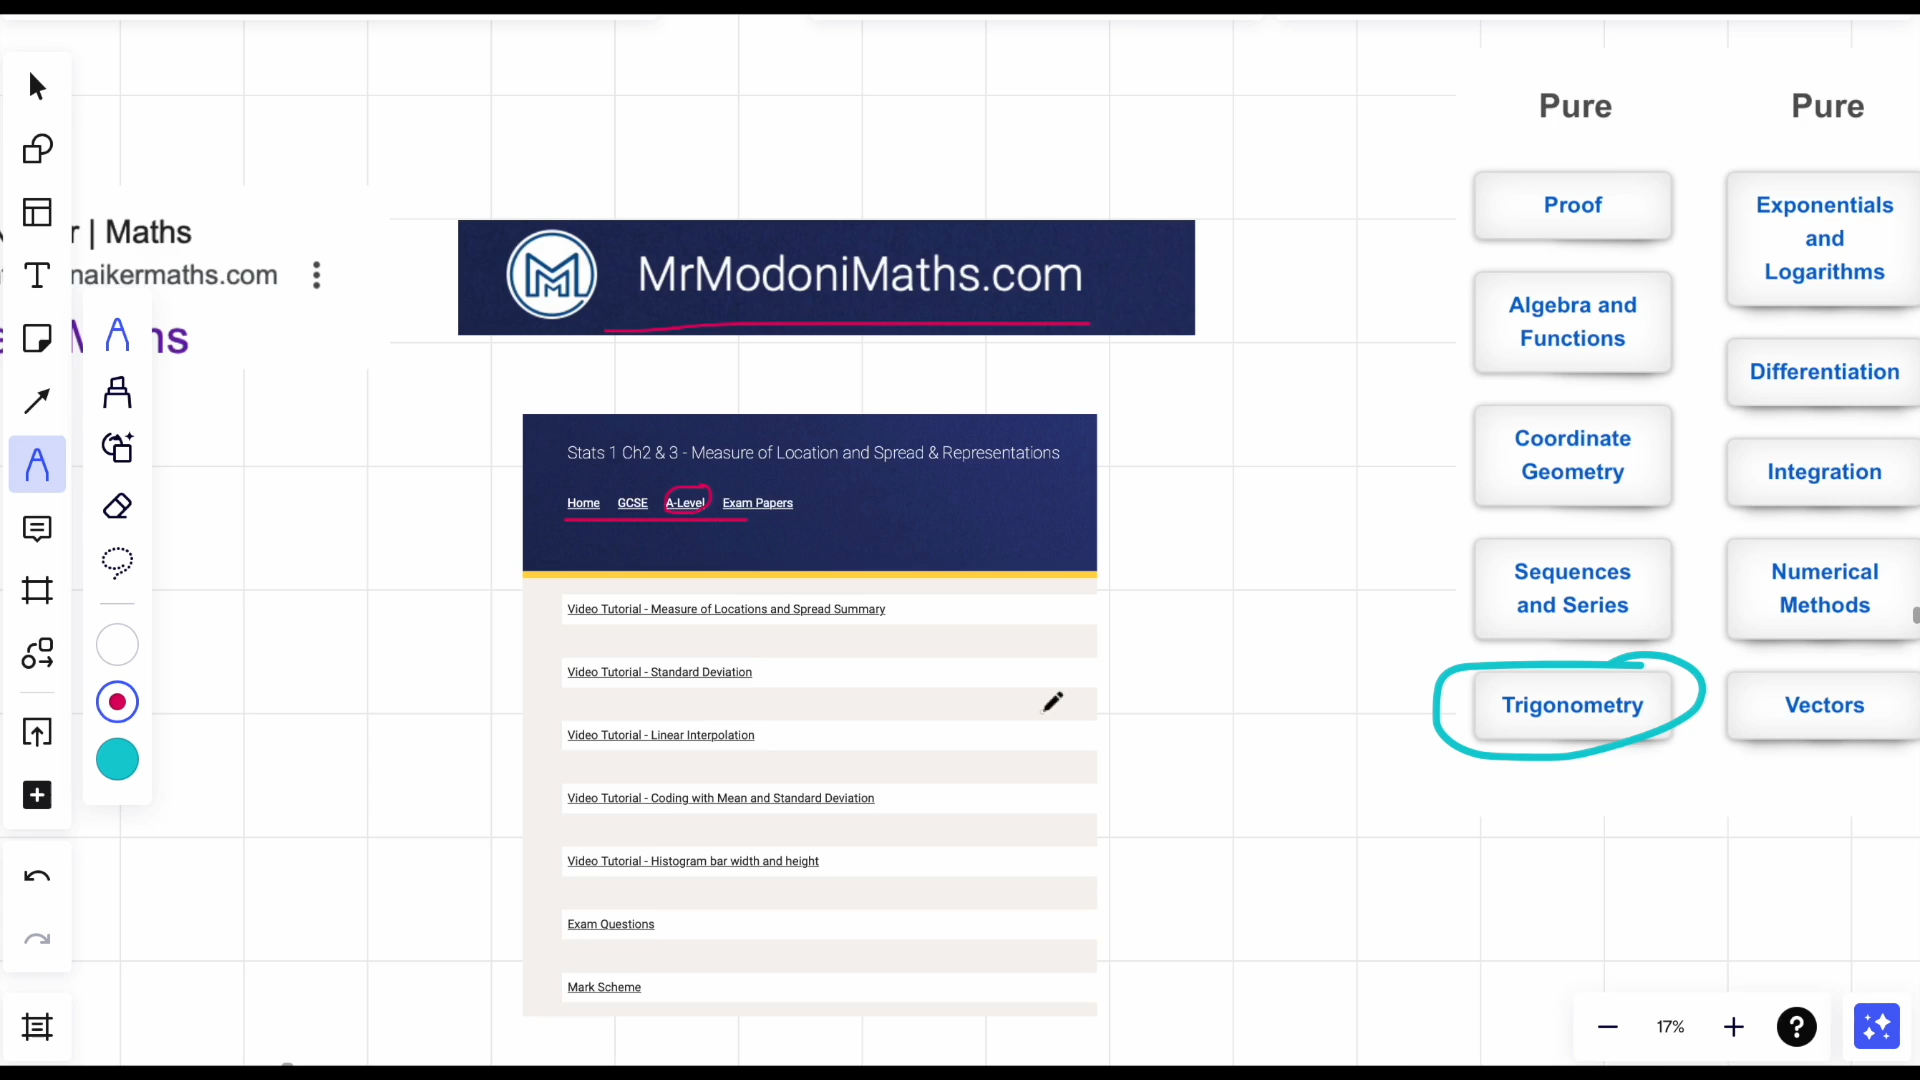 r | Maths
naikermaths.com
MrModoniMaths.com
Stats 1 Ch2 & 3 - Measure of Location and Spread & Representations
Home GCSE A-Level Exam Papers
Video Tutorial - Measure of Locations and Spread Summary
Video Tutorial - Standard Deviation
Video Tutorial - Linear Interpolation
Video Tutorial - Coding with Mean and Standard Deviation
Video Tutorial - Histogram bar width and height
Exam Questions
Mark Scheme
Pure
Proof
Algebra and
Functions
Coordinate
Geometry
Sequences
and Series
Trigonometry
Pure
Exponentials
and
Logarithms
Differentiation
Integration
Numerical
Methods
Vectors
17%